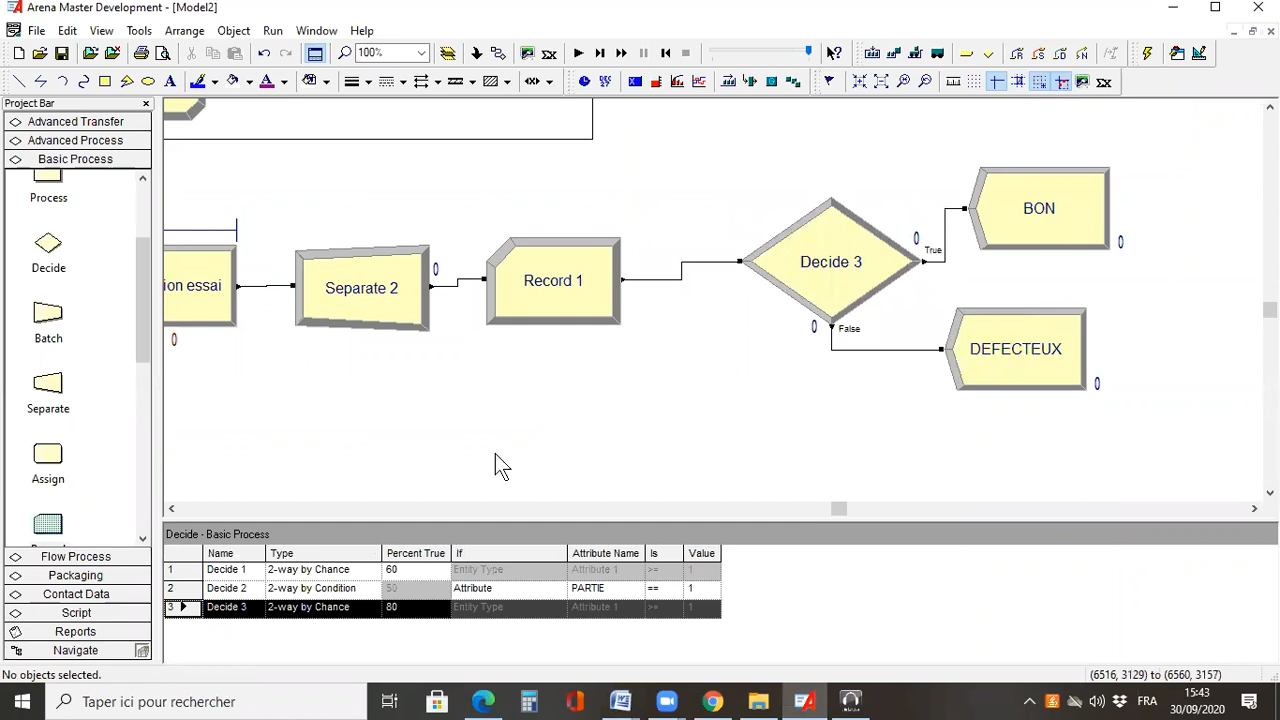 Arena Master Development - [Model2]
File Edit View Tools Arrange Object Run Window Help
100%
Project Bar
Advanced Transfer
Advanced Process
Basic Process
Process
Decide
Batch
Separate
Assign
Flow Process
Packaging
Contact Data
Script
Reports
Navigate
ion essai
0
Separate 2
0
Record 1
Decide 3
0
True
0
False
BON
0
DEFECTEUX
0
Decide - Basic Process
Name Type Percent True If Attribute Name Is Value
1 Decide 1 2-way by Chance 60 Entity Type Attribute 1 >= 1
2 Decide 2 2-way by Condition 50 Attribute PARTIE == 1
3 Decide 3 2-way by Chance 80 Entity Type Attribute 1 >= 1
No objects selected.
(6516, 3129) to (6560, 3157)
Taper ici pour rechercher
FRA
15:43
30/09/2020